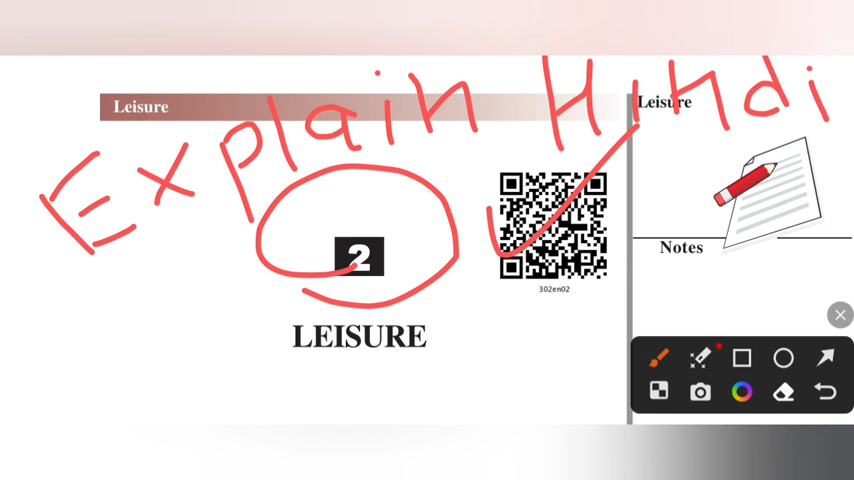 Explain Hindi
Leisure
Leisure
2
302en02
Notes
LEISURE